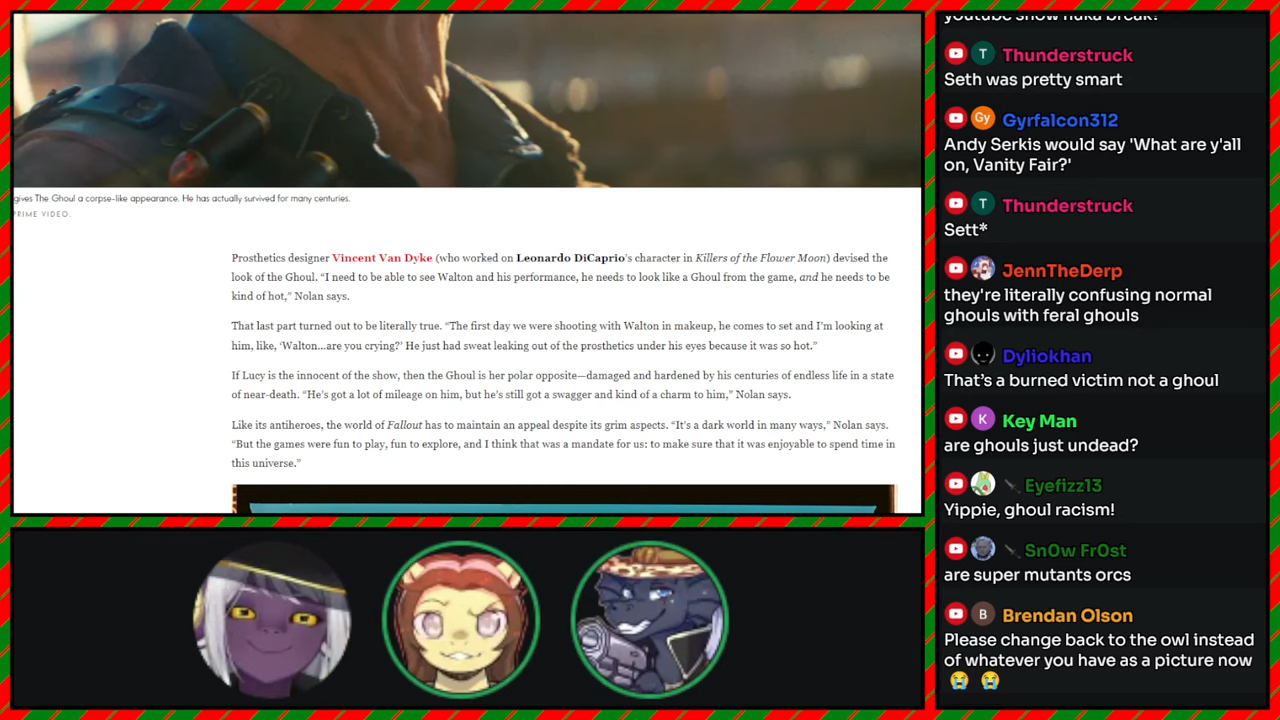 gives The Ghoul a corpse-like appearance. He has actually survived for many centuries.
PRIME VIDEO.
Prosthetics designer Vincent Van Dyke (who worked on Leonardo DiCaprio's character in Killers of the Flower Moon) devised the
look of the Ghoul. “I need to be able to see Walton and his performance, he needs to look like a Ghoul from the game, and he needs to be
kind of hot,” Nolan says.
That last part turned out to be literally true. “The first day we were shooting with Walton in makeup, he comes to set and I’m looking at
him, like, ‘Walton...are you crying?’ He just had sweat leaking out of the prosthetics under his eyes because it was so hot.”
If Lucy is the innocent of the show, then the Ghoul is her polar opposite—damaged and hardened by his centuries of endless life in a state
of near-death. “He’s got a lot of mileage on him, but he’s still got a swagger and kind of a charm to him,” Nolan says.
Like its antiheroes, the world of Fallout has to maintain an appeal despite its grim aspects. “It’s a dark world in many ways,” Nolan says.
“But the games were fun to play, fun to explore, and I think that was a mandate for us: to make sure that it was enjoyable to spend time in
this universe.”
youtube show nuka break?
T Thunderstruck
Seth was pretty smart
Gy Gyrfalcon312
Andy Serkis would say 'What are y'all
on, Vanity Fair?'
T Thunderstruck
Sett*
JennTheDerp
they're literally confusing normal
ghouls with feral ghouls
Dyliokhan
That’s a burned victim not a ghoul
K Key Man
are ghouls just undead?
Eyefizz13
Yippie, ghoul racism!
Sn0w Fr0st
are super mutants orcs
B Brendan Olson
Please change back to the owl instead
of whatever you have as a picture now
😭 😭